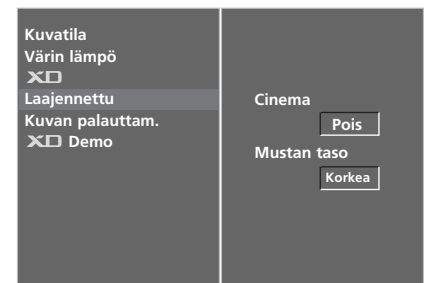 Kuvatila
Värin lämpö
XD
Laajennettu
Kuvan palauttam.
XD Demo
Cinema
Pois
Mustan taso
Korkea